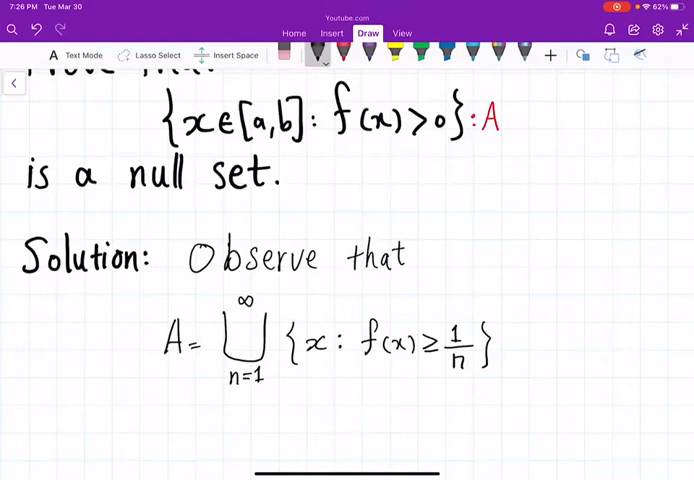 7:26 PM Tue Mar 30
62%
Youtube.com
Home Insert Draw View
A Text Mode Lasso Select Insert Space
{x∈[a,b]: f(x)>0} :A
is a null set.
Solution: Observe that
A= ⋃_{n=1}^{∞} {x: f(x)≥1/n}